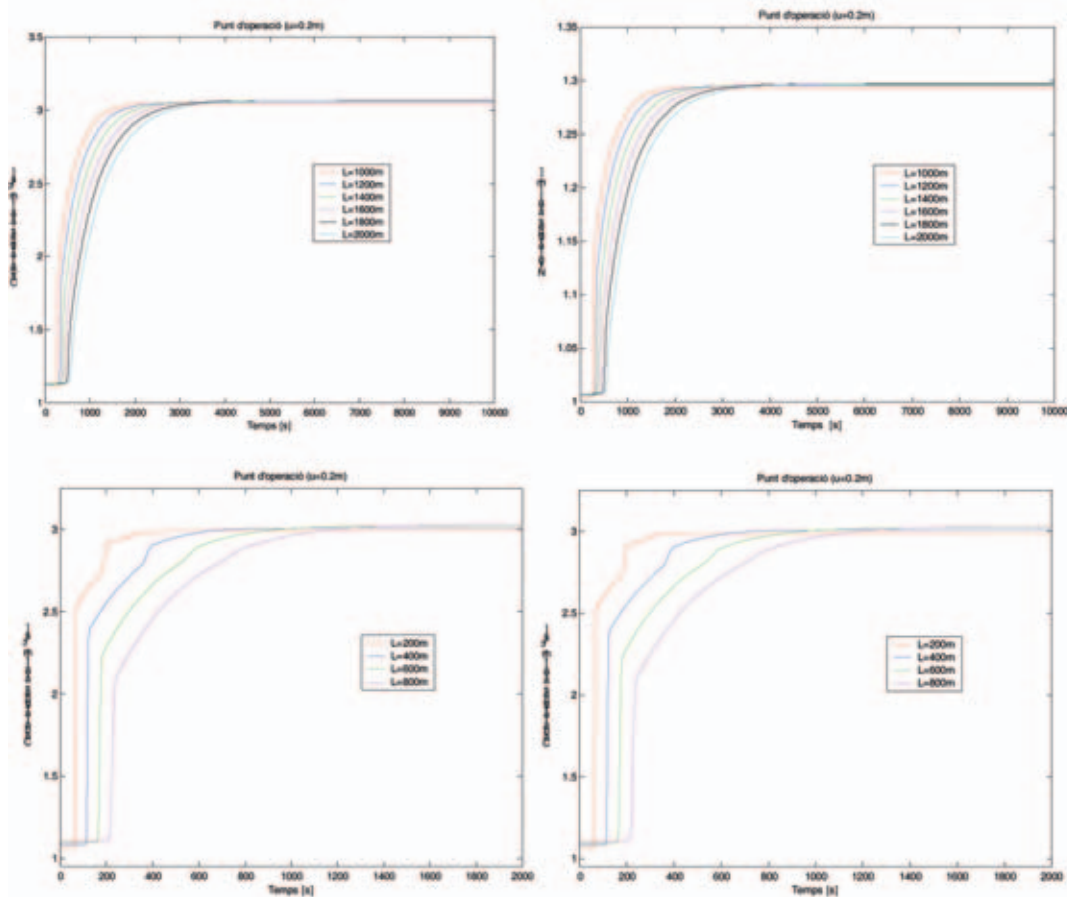 Punt d'operació (u=0.2m)
3.5
3
2.5
2
1.5
1
L=1000m
L=1200m
L=1400m
L=1600m
L=1800m
L=2000m
0 1000 2000 3000 4000 5000 6000 7000 8000 9000 10000
Temps [s]
Punt d'operació (u=0.2m)
1.35
1.3
1.25
1.2
1.15
1.1
1.05
1
L=1000m
L=1200m
L=1400m
L=1600m
L=1800m
L=2000m
0 1000 2000 3000 4000 5000 6000 7000 8000 9000 10000
Temps [s]
Punt d'operació (u=0.2m)
3
2.5
2
1.5
1
L=200m
L=400m
L=600m
L=800m
0 200 400 600 800 1000 1200 1400 1600 1800 2000
Temps [s]
Punt d'operació (u=0.2m)
3
2.5
2
1.5
1
L=200m
L=400m
L=600m
L=800m
0 200 400 600 800 1000 1200 1400 1600 1800 2000
Temps [s]